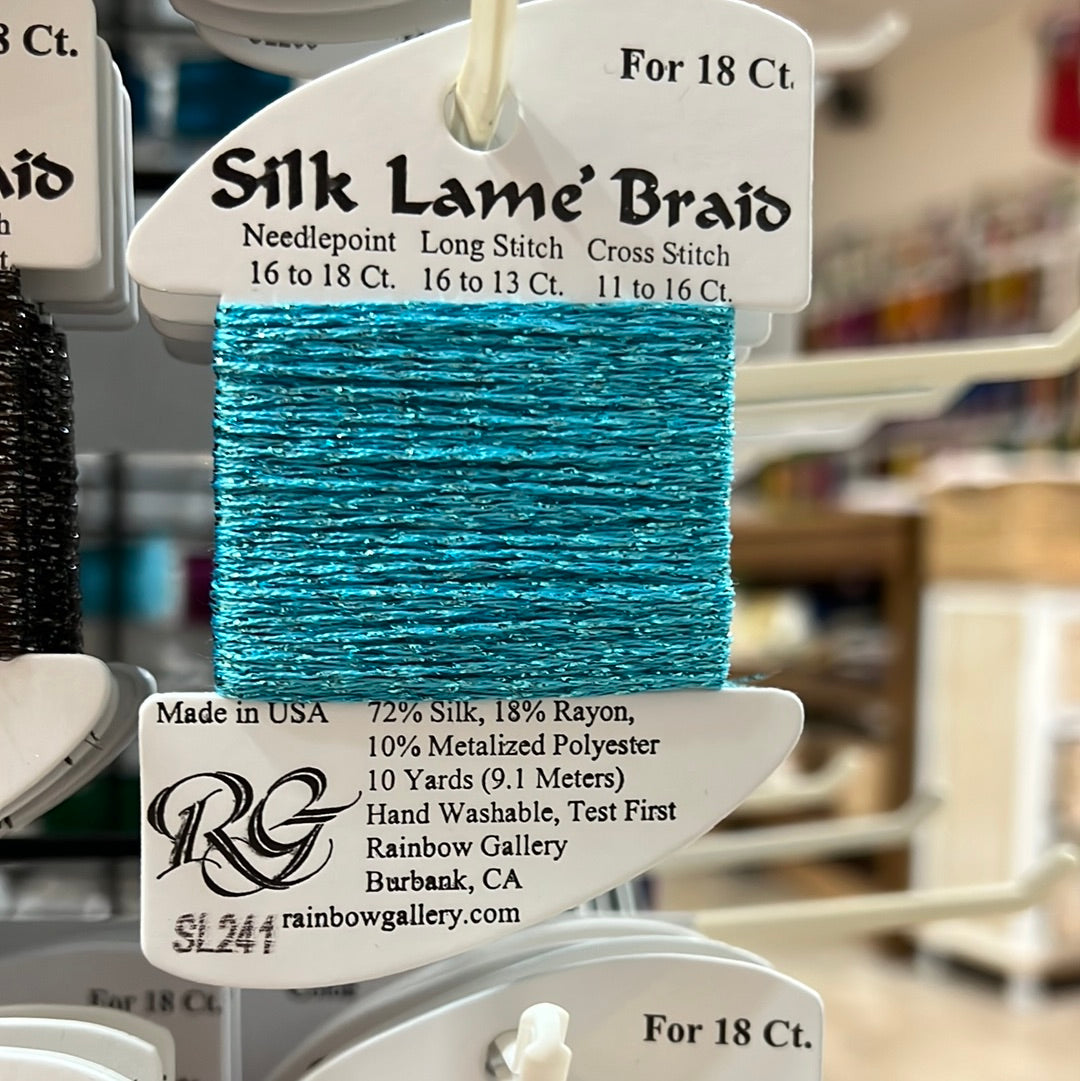 For 18 Ct.
Silk Lame' Braid
Needlepoint Long Stitch Cross Stitch
16 to 18 Ct. 16 to 13 Ct. 11 to 16 Ct.
Made in USA 72% Silk, 18% Rayon,
10% Metalized Polyester
10 Yards (9.1 Meters)
Hand Washable, Test First
RG
Rainbow Gallery
Burbank, CA
SL241 rainbowgallery.com
8 Ct.
For 18 Ct.
For 18 Ct.